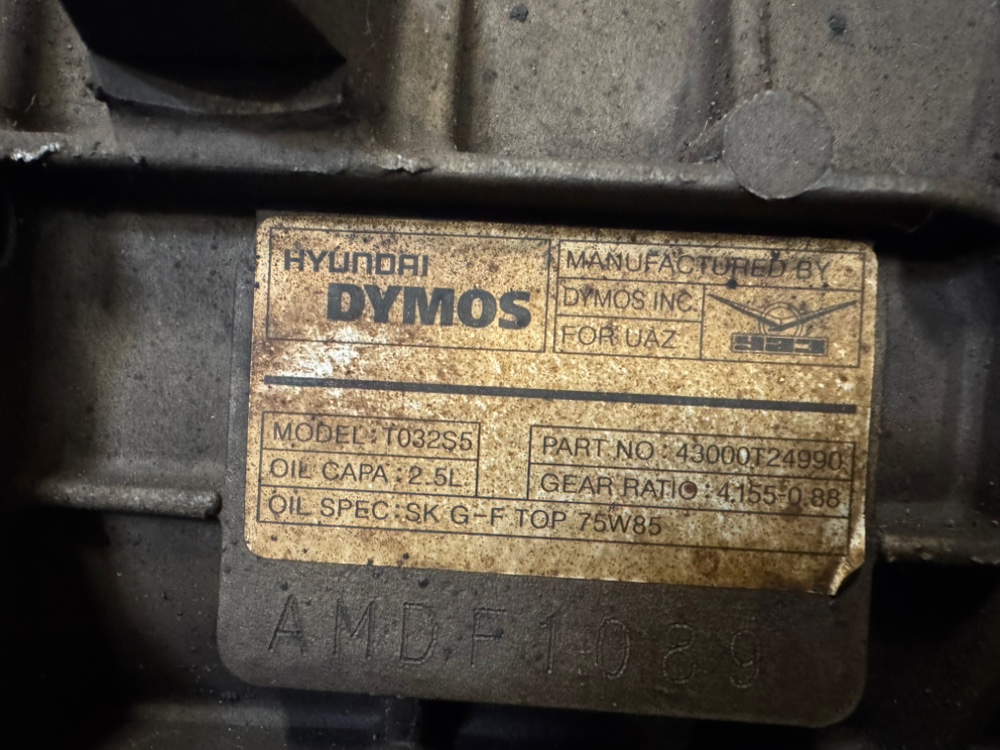 HYUNDAI
DYMOS
MANUFACTURED BY
DYMOS INC.
FOR UAZ
УАЗ
MODEL : T032S5
OIL CAPA : 2.5L
OIL SPEC : SK G-F TOP 75W85
PART NO : 43000T24990
GEAR RATIO : 4.155-0.88
AMDF1089